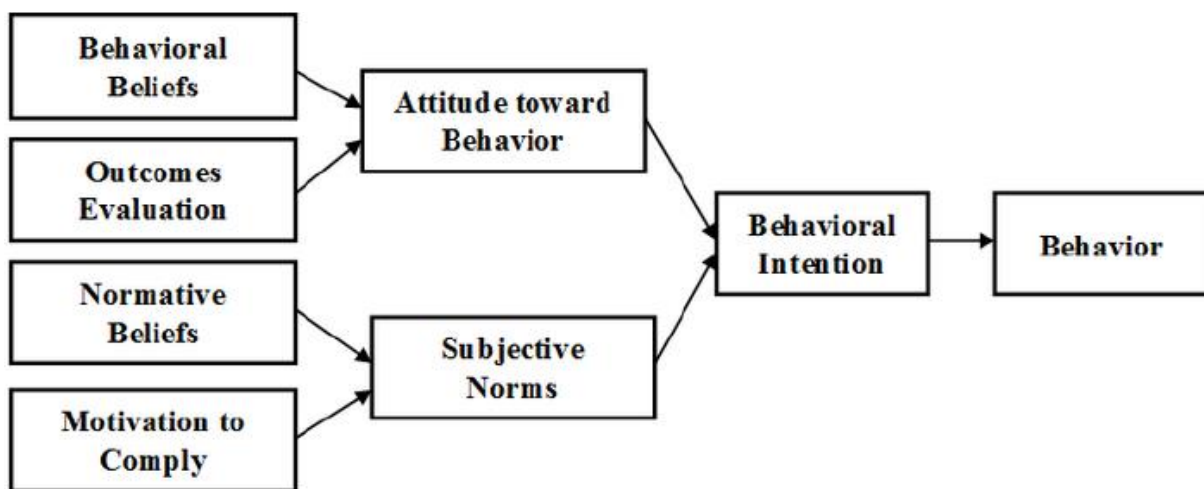 Behavioral
Beliefs
Attitude toward
Behavior
Outcomes
Evaluation
Behavioral
Intention
Behavior
Normative
Beliefs
Subjective
Norms
Motivation to
Comply